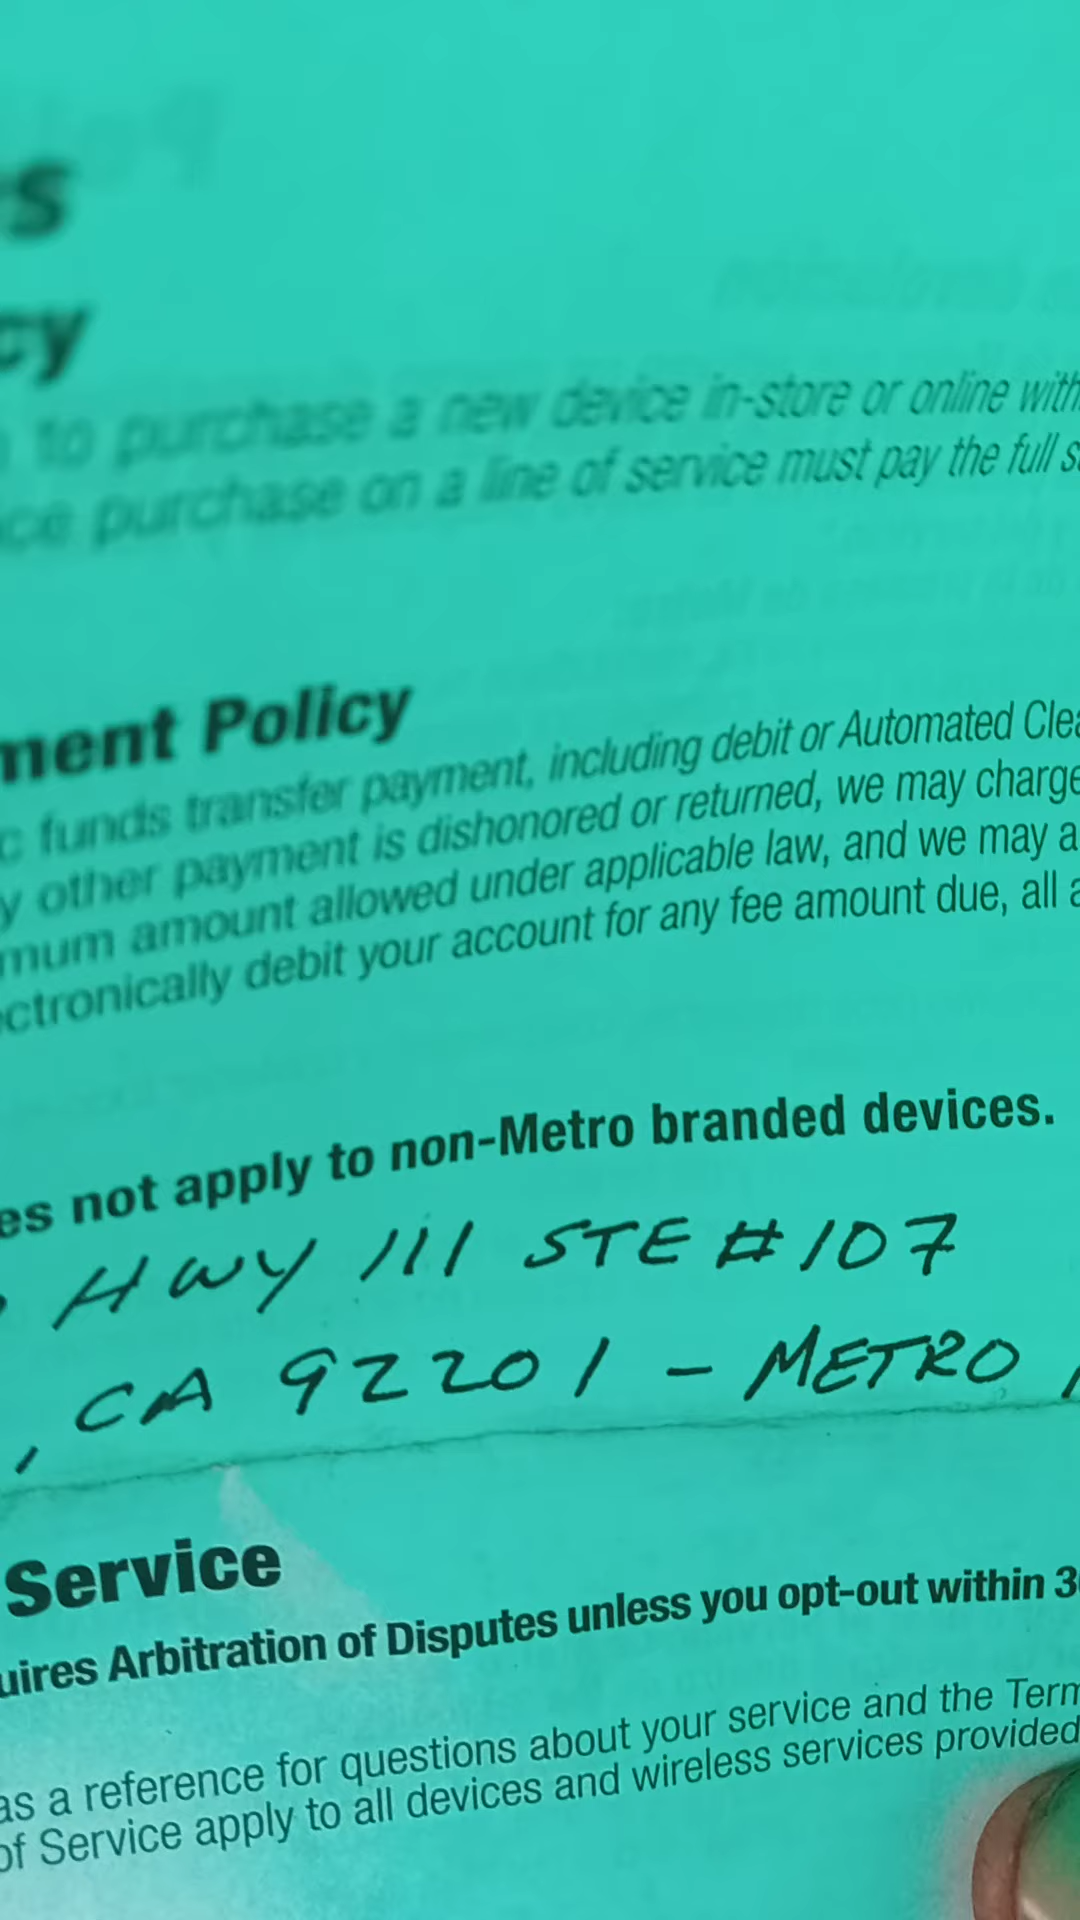 s
cy
to purchase a new device in-store or online with
ce purchase on a line of service must pay the full s
ment Policy
c funds transfer payment, including debit or Automated Clea
y other payment is dishonored or returned, we may charge
mum amount allowed under applicable law, and we may a
ectronically debit your account for any fee amount due, all a
es not apply to non-Metro branded devices.
HWY 111 STE #107
, CA 92201 - METRO
Service
uires Arbitration of Disputes unless you opt-out within 3
as a reference for questions about your service and the Term
of Service apply to all devices and wireless services provided